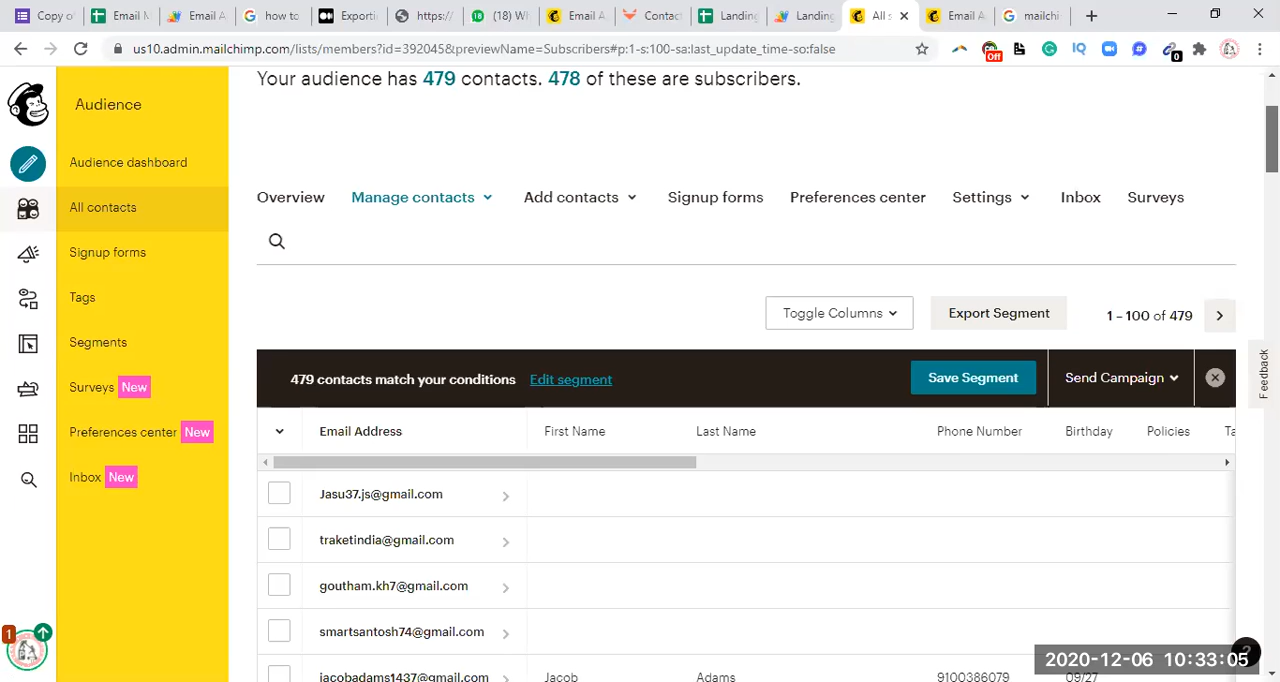 Copy of
Email M
Email A
how to
Exportin
https:/
(18) W
Email A
Contac
Landing
Landing
All s
Email A
mailchi
us10.admin.mailchimp.com/lists/members?id=392045&previewName=Subscribers#p:1-s:100-sa:last_update_time-so:false
Off
0
Audience
Audience dashboard
All contacts
Signup forms
Tags
Segments
Surveys New
Preferences center New
Inbox New
1
Your audience has 479 contacts. 478 of these are subscribers.
Overview
Manage contacts
Add contacts
Signup forms
Preferences center
Settings
Inbox
Surveys
Toggle Columns
Export Segment
1 – 100 of 479
Feedback
479 contacts match your conditions
Edit segment
Save Segment
Send Campaign
Email Address
First Name
Last Name
Phone Number
Birthday
Policies
Ta
Jasu37.js@gmail.com
traketindia@gmail.com
goutham.kh7@gmail.com
smartsantosh74@gmail.com
jacobadams1437@gmail.com
Jacob
Adams
9100386079
09/27
2020-12-06 10:33:05
?